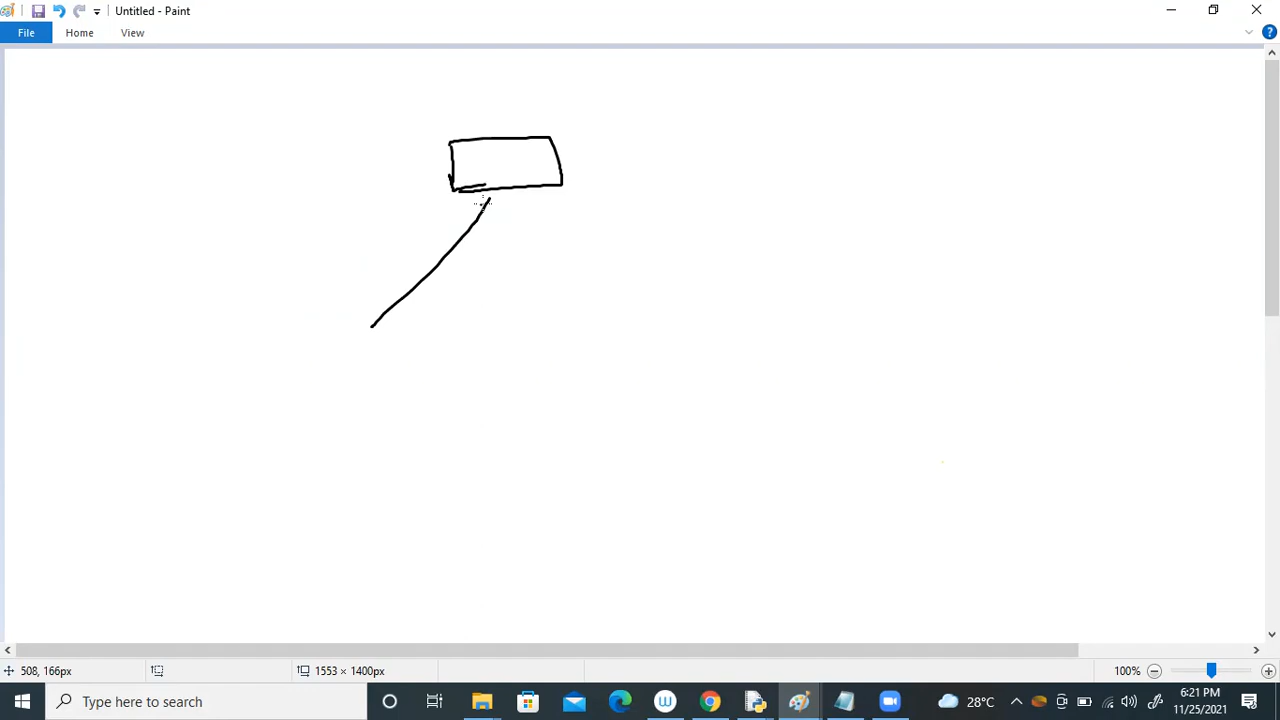 Untitled - Paint
File Home View
508, 166px 1553 × 1400px 100%
Type here to search 28°C 6:21 PM
11/25/2021